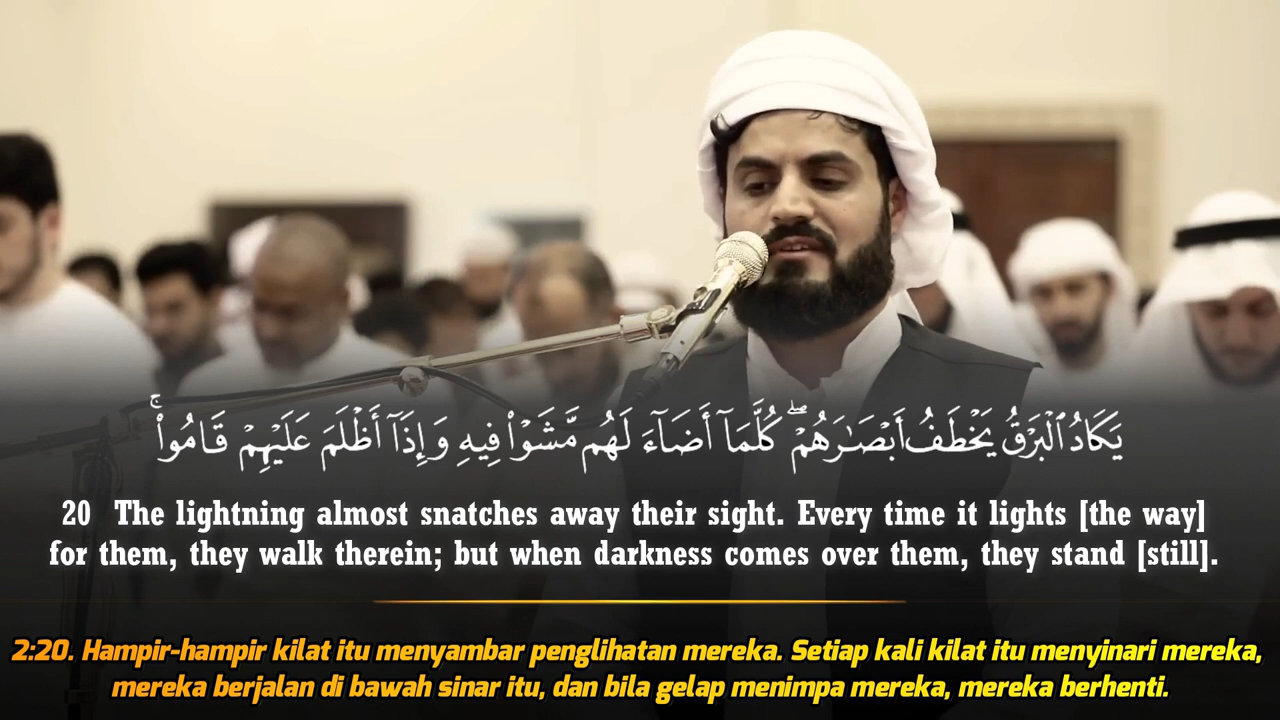 يَكَادُ ٱلْبَرْقُ يَخْطَفُ أَبْصَـٰرَهُمْ ۖ كُلَّمَآ أَضَآءَ لَهُم مَّشَوْا۟ فِيهِ وَإِذَآ أَظْلَمَ عَلَيْهِمْ قَامُوا۟ ۚ
20 The lightning almost snatches away their sight. Every time it lights [the way]
for them, they walk therein; but when darkness comes over them, they stand [still].
2:20. Hampir-hampir kilat itu menyambar penglihatan mereka. Setiap kali kilat itu menyinari mereka,
mereka berjalan di bawah sinar itu, dan bila gelap menimpa mereka, mereka berhenti.